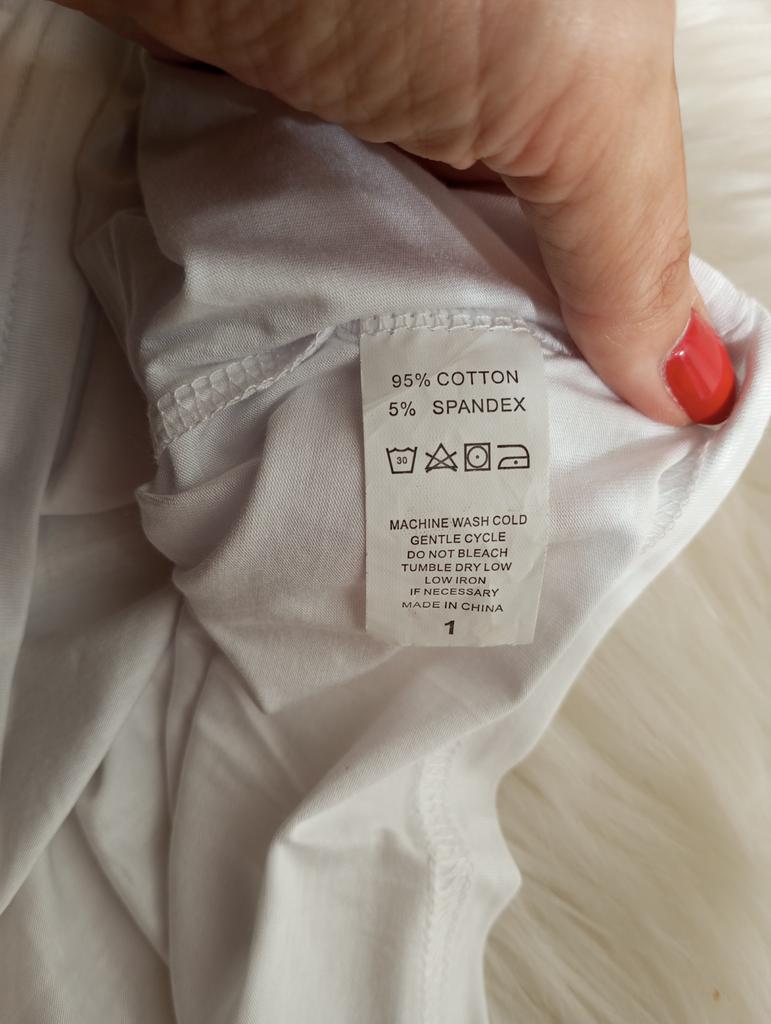 95% COTTON
5% SPANDEX
30
MACHINE WASH COLD
GENTLE CYCLE
DO NOT BLEACH
TUMBLE DRY LOW
LOW IRON
IF NECESSARY
MADE IN CHINA
1